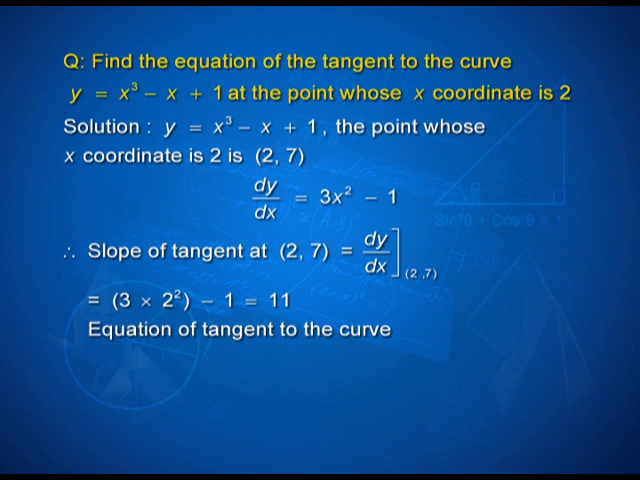 Q: Find the equation of the tangent to the curve
y = x³ – x + 1 at the point whose x coordinate is 2
Solution : y = x³ – x + 1, the point whose
x coordinate is 2 is (2, 7)
dy/dx = 3x² – 1
∴ Slope of tangent at (2, 7) = dy/dx](2 ,7)
= (3 × 2²) – 1 = 11
Equation of tangent to the curve